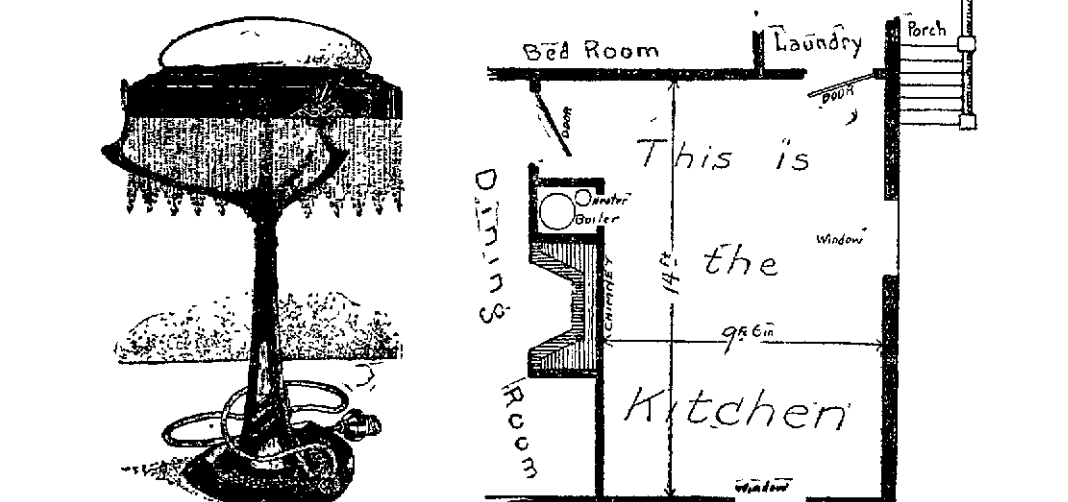 Bed Room
Laundry
Porch
DOOR
DOOR
This is
Heater
Boiler
Dining
Window
the
14 ft
CHIMNEY
9 ft 6 in
Kitchen
Room
Window